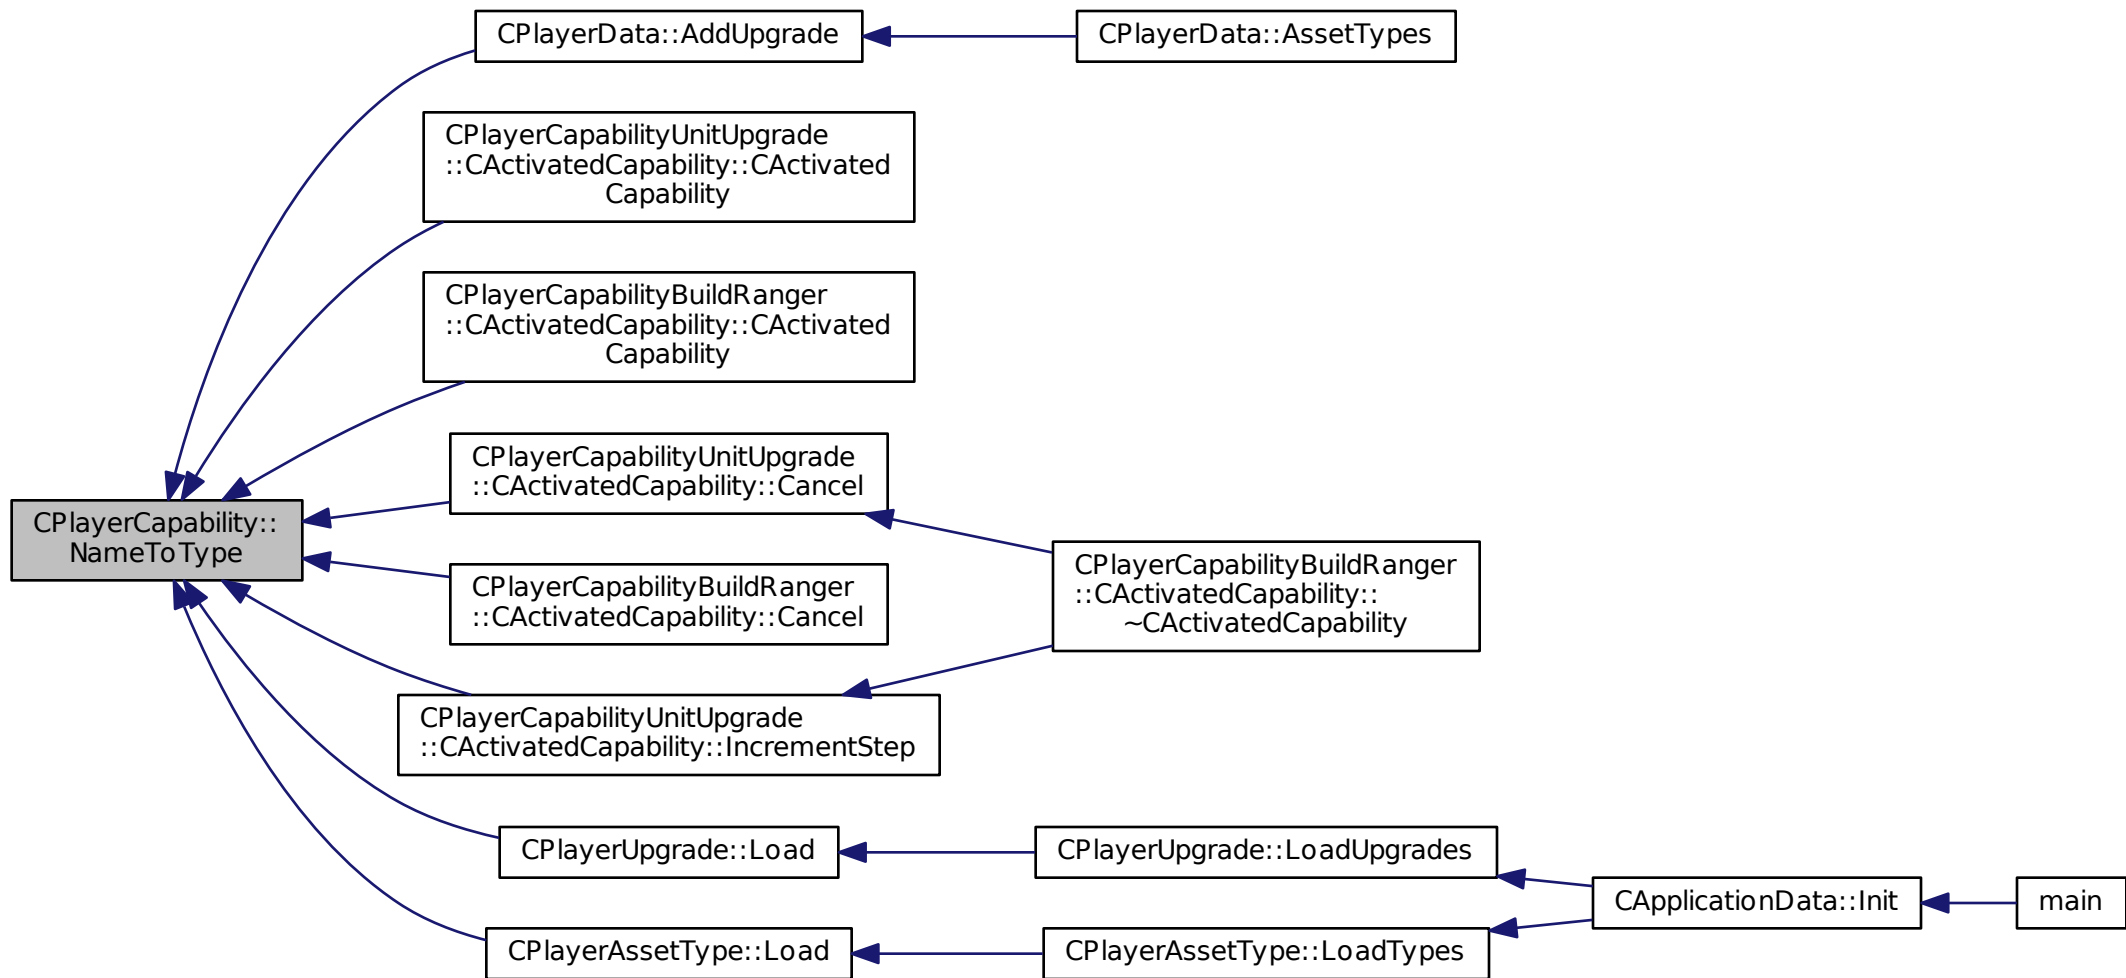 CPlayerData::AddUpgrade
CPlayerData::AssetTypes
CPlayerCapabilityUnitUpgrade
::CActivatedCapability::CActivated
Capability
CPlayerCapabilityBuildRanger
::CActivatedCapability::CActivated
Capability
CPlayerCapabilityUnitUpgrade
::CActivatedCapability::Cancel
CPlayerCapability::
NameToType
CPlayerCapabilityBuildRanger
::CActivatedCapability::Cancel
CPlayerCapabilityBuildRanger
::CActivatedCapability::
~CActivatedCapability
CPlayerCapabilityUnitUpgrade
::CActivatedCapability::IncrementStep
CPlayerUpgrade::Load
CPlayerUpgrade::LoadUpgrades
CApplicationData::Init
main
CPlayerAssetType::Load
CPlayerAssetType::LoadTypes